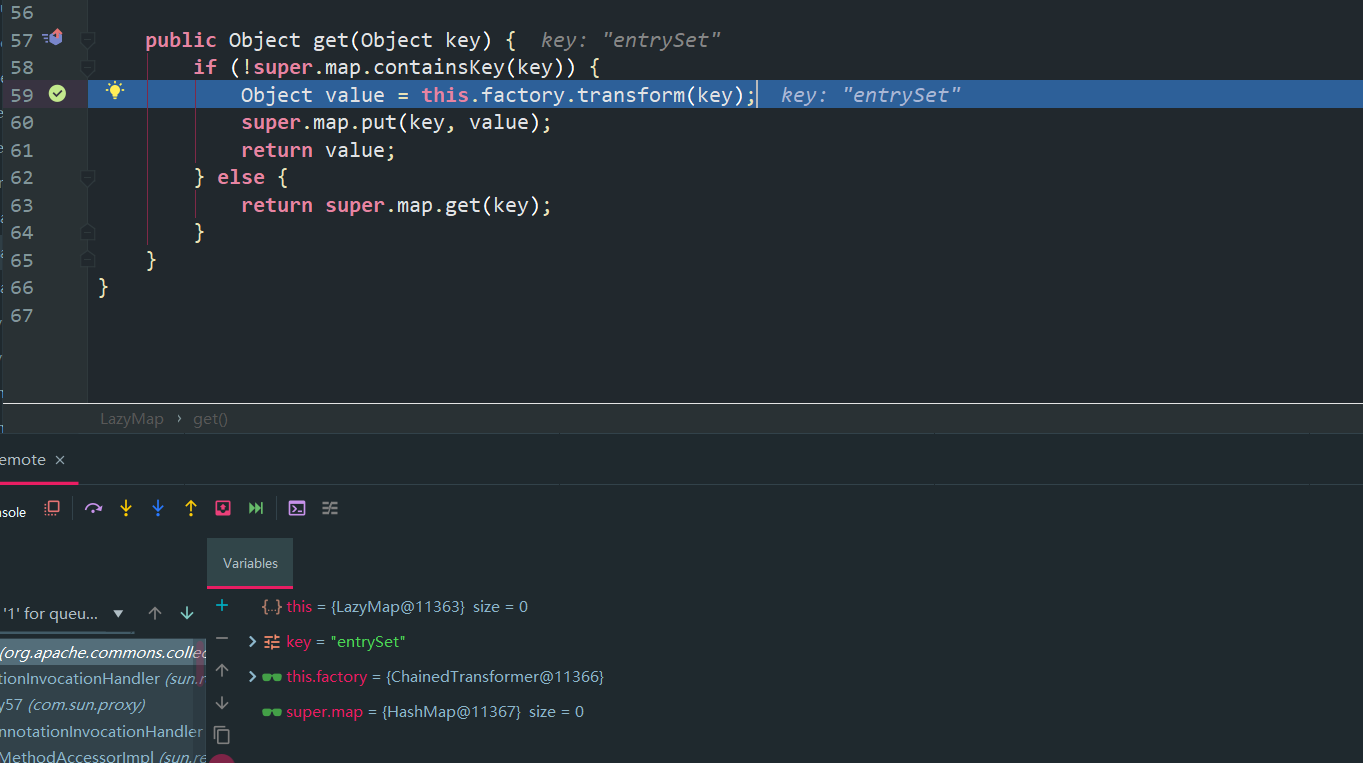 56
57 public Object get(Object key) { key: "entrySet"
58 if (!super.map.containsKey(key)) {
59 Object value = this.factory.transform(key); key: "entrySet"
60 super.map.put(key, value);
61 return value;
62 } else {
63 return super.map.get(key);
64 }
65 }
66 }
67
LazyMap › get()
emote ×
sole
Variables
'1' for queu...
this = {LazyMap@11363} size = 0
key = "entrySet"
this.factory = {ChainedTransformer@11366}
super.map = {HashMap@11367} size = 0
(org.apache.commons.collec
tionInvocationHandler (sun.r
y57 (com.sun.proxy)
nnotationInvocationHandler
MethodAccessorImpl (sun.re